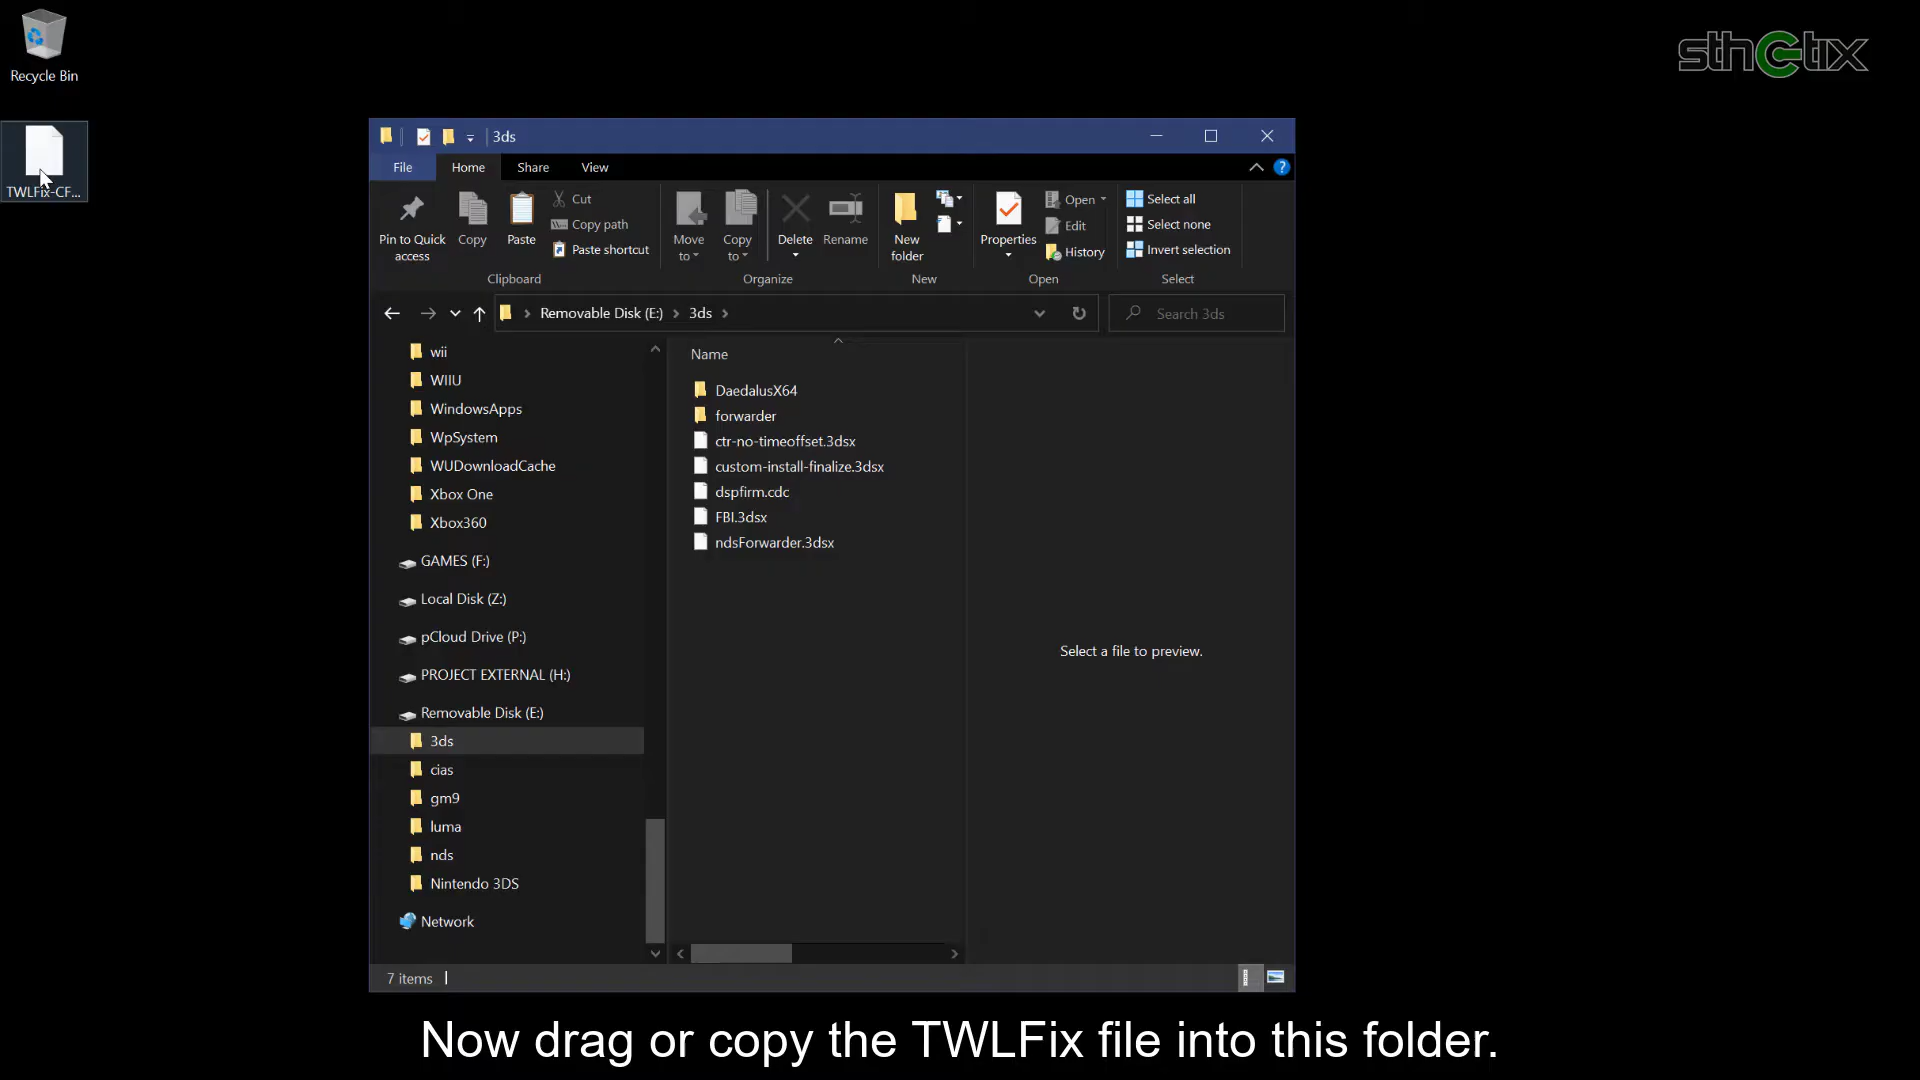 Recycle Bin
sthetix
TWLFix-CF...
3ds
File
Home
Share
View
Pin to Quick access
Copy
Paste
Cut
Copy path
Paste shortcut
Clipboard
Move to
Copy to
Delete
Rename
Organize
New folder
New
Properties
Open
Edit
History
Open
Select all
Select none
Invert selection
Select
Removable Disk (E:)
3ds
Search 3ds
wii
WIIU
WindowsApps
WpSystem
WUDownloadCache
Xbox One
Xbox360
GAMES (F:)
Local Disk (Z:)
pCloud Drive (P:)
PROJECT EXTERNAL (H:)
Removable Disk (E:)
3ds
cias
gm9
luma
nds
Nintendo 3DS
Network
Name
DaedalusX64
forwarder
ctr-no-timeoffset.3dsx
custom-install-finalize.3dsx
dspfirm.cdc
FBI.3dsx
ndsForwarder.3dsx
Select a file to preview.
7 items
Now drag or copy the TWLFix file into this folder.